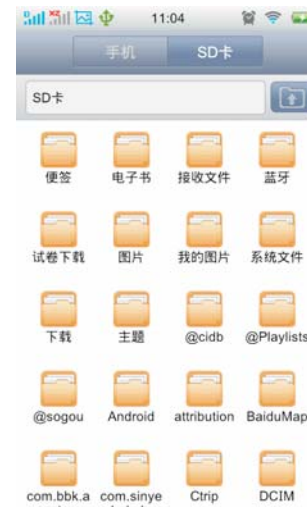 11:04
手机 SD卡
SD卡
便签 电子书 接收文件 蓝牙
试卷下载 图片 我的图片 系统文件
下载 主题 @cidb @Playlists
@sogou Android attribution BaiduMap
com.bbk.a com.sinye Ctrip DCIM